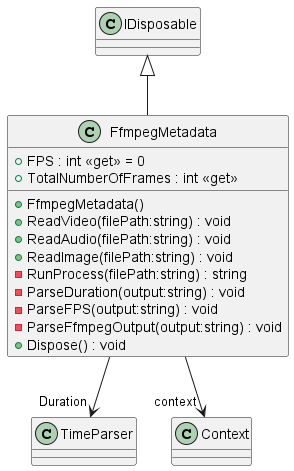 C IDisposable
C FfmpegMetadata
FPS : int «get» = 0
TotalNumberOfFrames : int «get»
FfmpegMetadata()
ReadVideo(filePath:string) : void
ReadAudio(filePath:string) : void
ReadImage(filePath:string) : void
RunProcess(filePath:string) : string
ParseDuration(output:string) : void
ParseFPS(output:string) : void
ParseFfmpegOutput(output:string) : void
Dispose() : void
Duration
context
C TimeParser
C Context